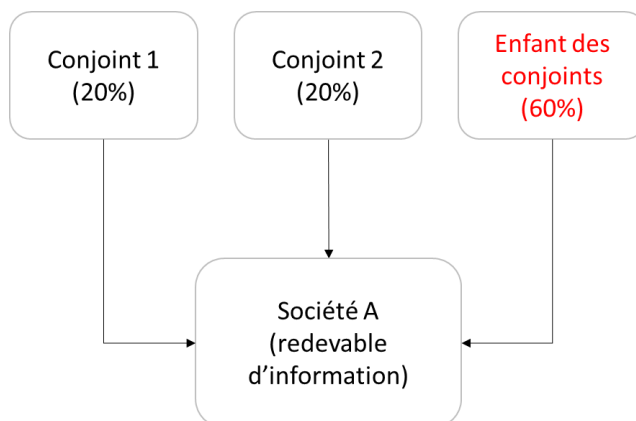 Conjoint 1
(20%)
Conjoint 2
(20%)
Enfant des
conjoints
(60%)
Société A
(redevable
d’information)